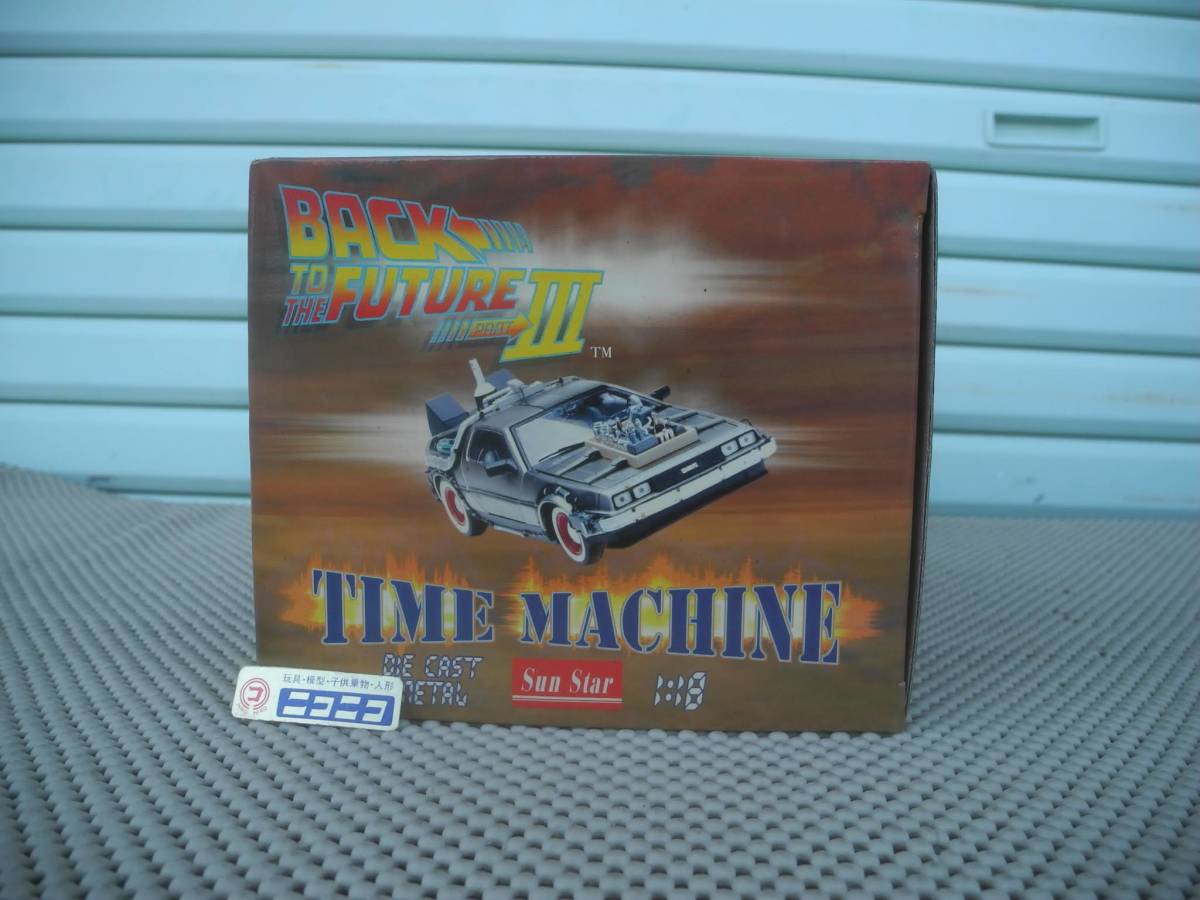 BACK
TO
THE FUTURE
PART III
TM
TIME MACHINE
DIE CAST
METAL
Sun Star
1:18
玩具・模型・子供乗物・人形
コ
ニコニコ